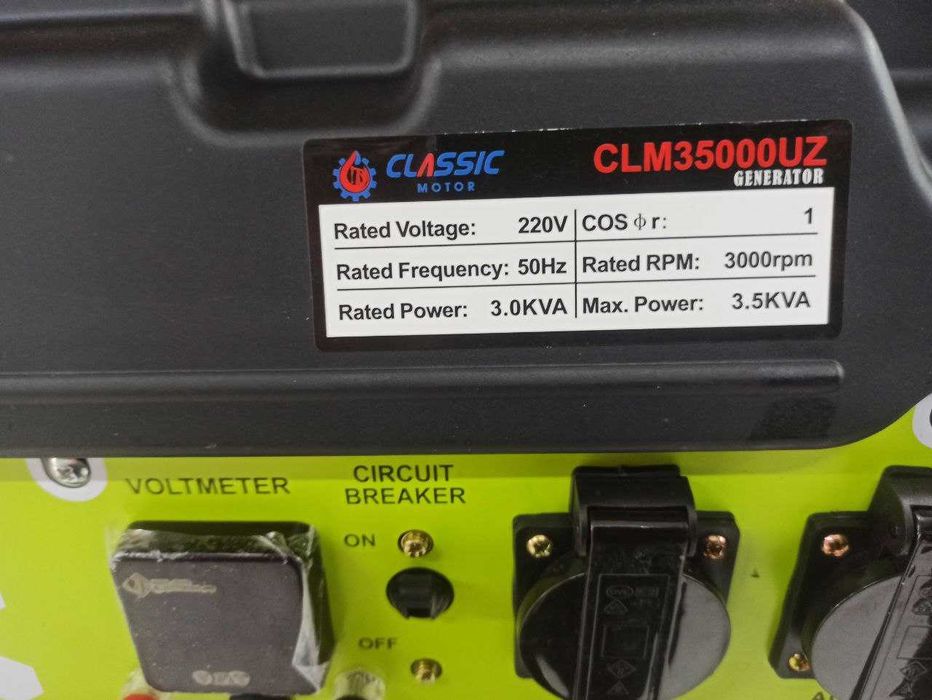 CLASSIC
MOTOR
CLM35000UZ
GENERATOR
Rated Voltage: 220V
COS ϕ r: 1
Rated Frequency: 50Hz
Rated RPM: 3000rpm
Rated Power: 3.0KVA
Max. Power: 3.5KVA
VOLTMETER
CIRCUIT
BREAKER
ON
OFF